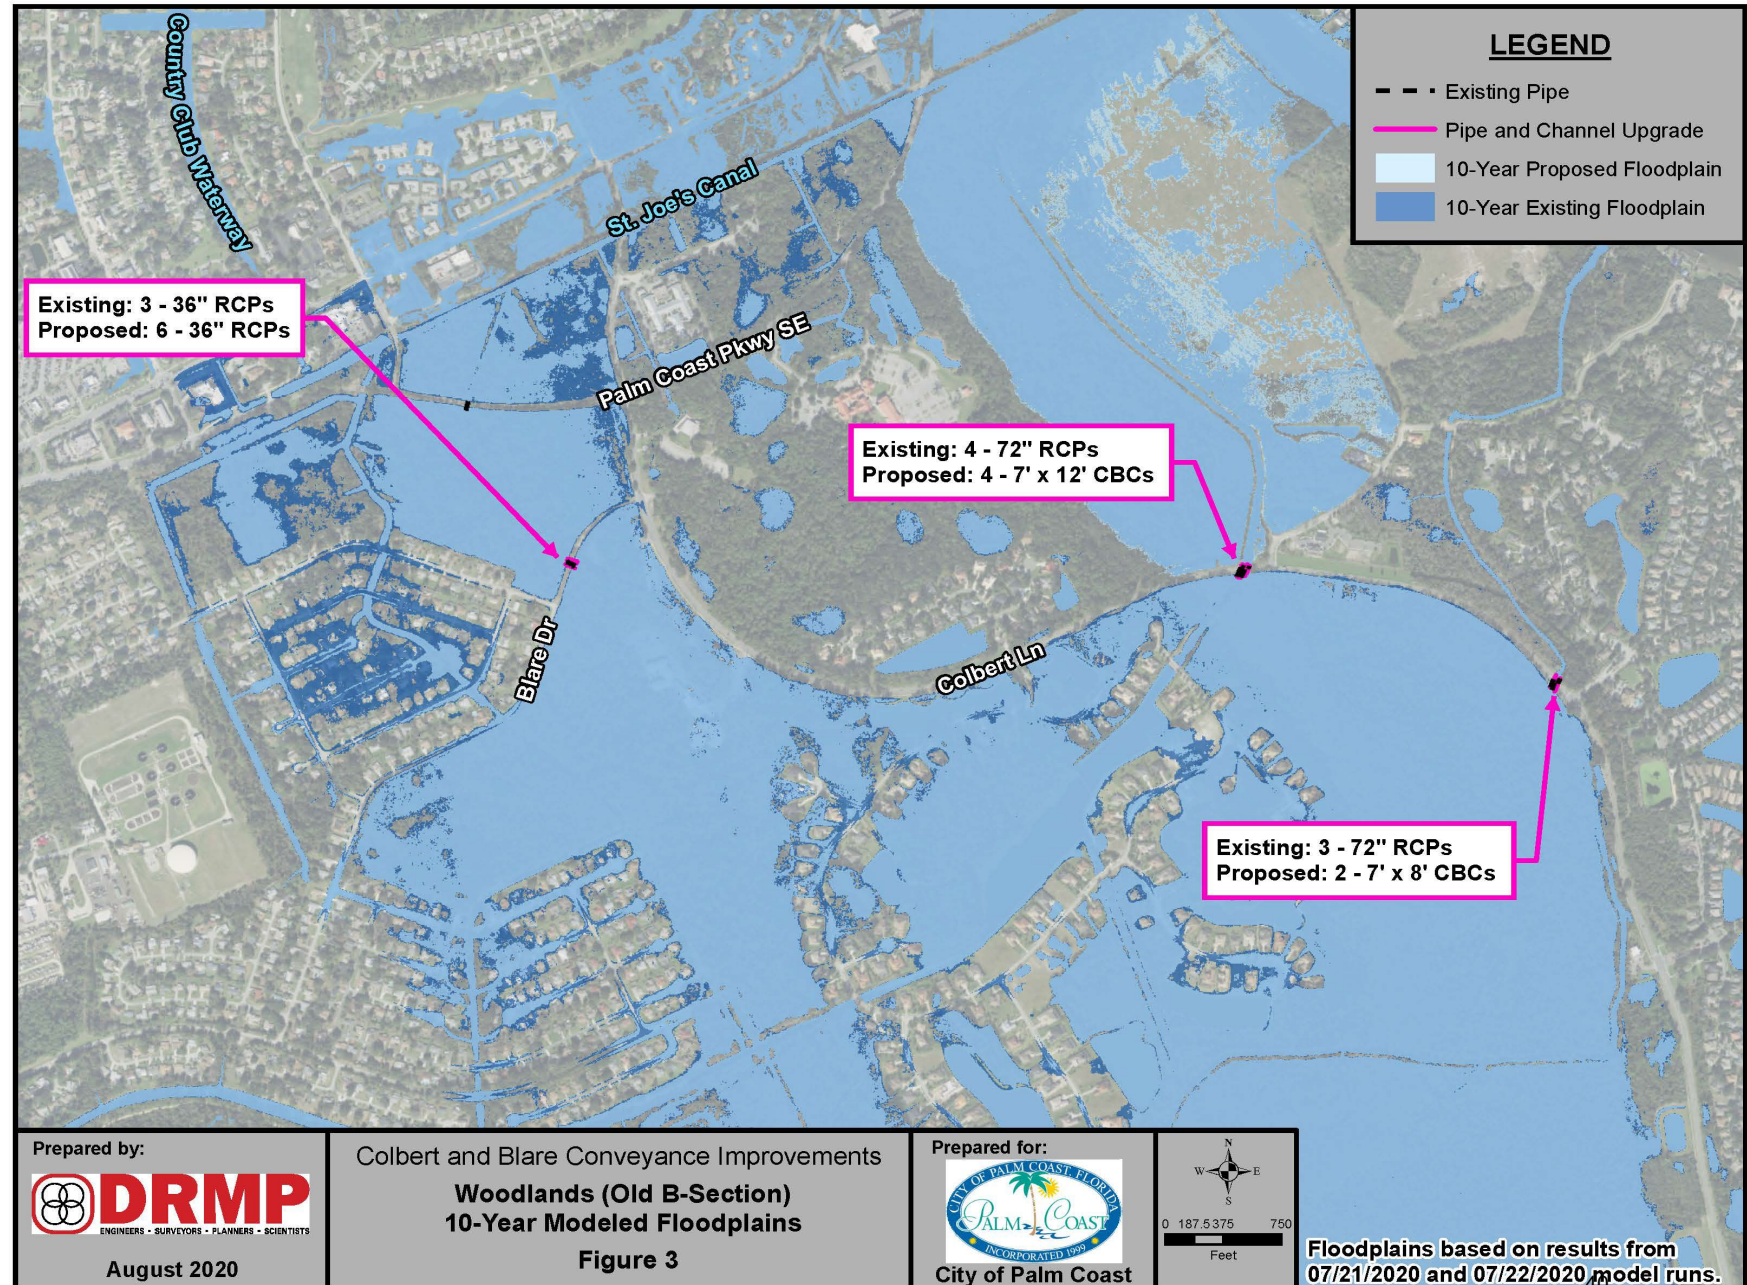 Country Club Waterway
St. Joe's Canal
LEGEND
Existing Pipe
Pipe and Channel Upgrade
10-Year Proposed Floodplain
10-Year Existing Floodplain
Existing: 3 - 36" RCPs
Proposed: 6 - 36" RCPs
Palm Coast Pkwy SE
Existing: 4 - 72" RCPs
Proposed: 4 - 7' x 12' CBCs
Blare Dr
Colbert Ln
Existing: 3 - 72" RCPs
Proposed: 2 - 7' x 8' CBCs
Prepared by:
DRMP
ENGINEERS - SURVEYORS - PLANNERS - SCIENTISTS
August 2020
Colbert and Blare Conveyance Improvements
Woodlands (Old B-Section)
10-Year Modeled Floodplains
Figure 3
Prepared for:
CITY OF PALM COAST, FLORIDA
PALM COAST
INCORPORATED 1999
City of Palm Coast
N
W E
S
0 187.5 375 750
Feet
Floodplains based on results from
07/21/2020 and 07/22/2020 model runs.